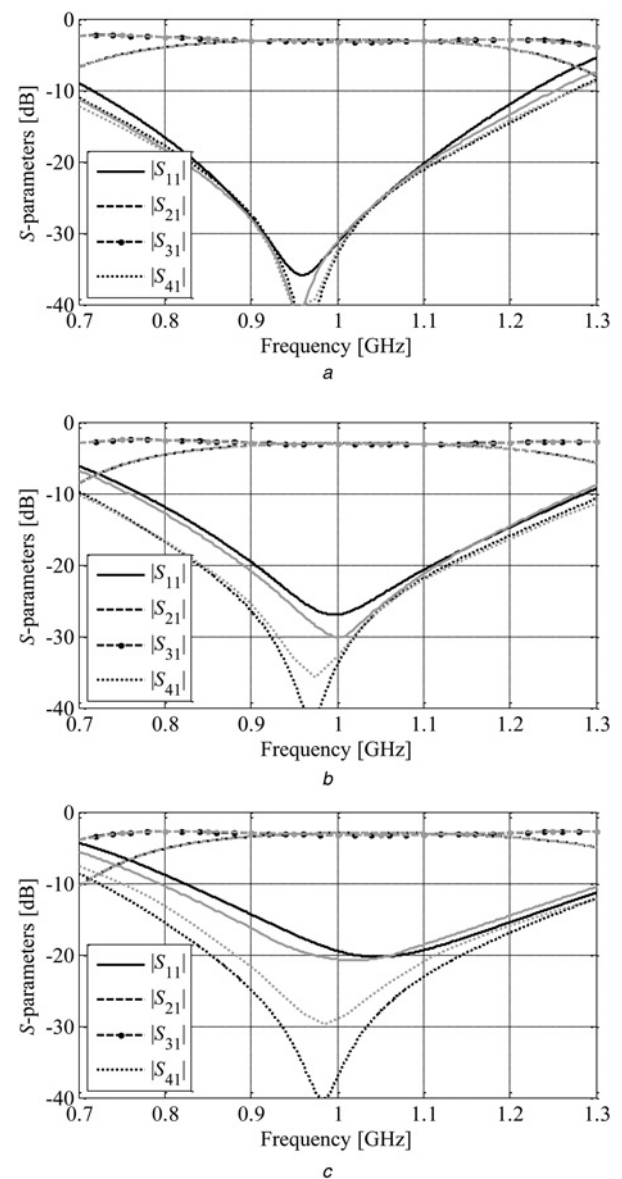 0
-10
-20
-30
-40
S-parameters [dB]
|S11|
|S21|
|S31|
|S41|
0.7 0.8 0.9 1 1.1 1.2 1.3
Frequency [GHz]
a
0
-10
-20
-30
-40
S-parameters [dB]
|S11|
|S21|
|S31|
|S41|
0.7 0.8 0.9 1 1.1 1.2 1.3
Frequency [GHz]
b
0
-10
-20
-30
-40
S-parameters [dB]
|S11|
|S21|
|S31|
|S41|
0.7 0.8 0.9 1 1.1 1.2 1.3
Frequency [GHz]
c